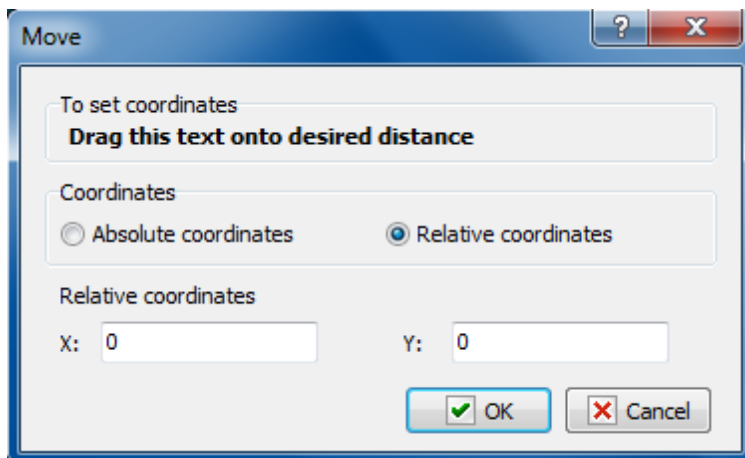 Move
?
X
To set coordinates
Drag this text onto desired distance
Coordinates
Absolute coordinates Relative coordinates
Relative coordinates
X: 0 Y: 0
OK Cancel